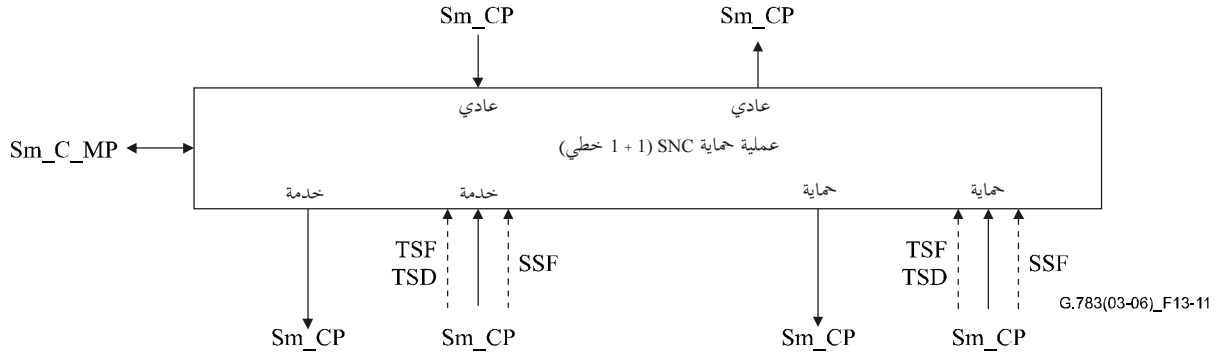 Sm_CP Sm_CP
عادي عادي
Sm_C_MP
عملية حماية SNC (1 + 1 خطي)
خدمة خدمة حماية حماية
TSF TSF
SSF SSF
TSD TSD
G.783(03-06)_F13-11
Sm_CP Sm_CP Sm_CP Sm_CP